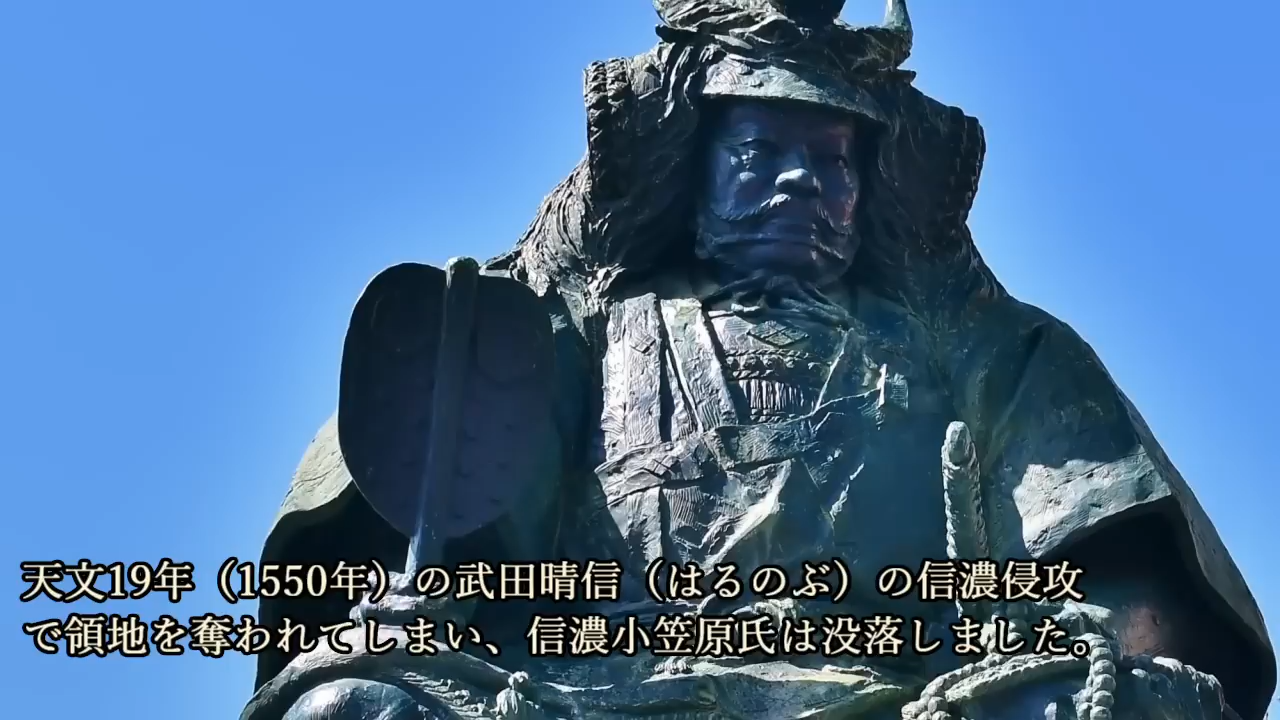 天文19年（1550年）の武田晴信（はるのぶ）の信濃侵攻
で領地を奪われてしまい、信濃小笠原氏は没落しました。